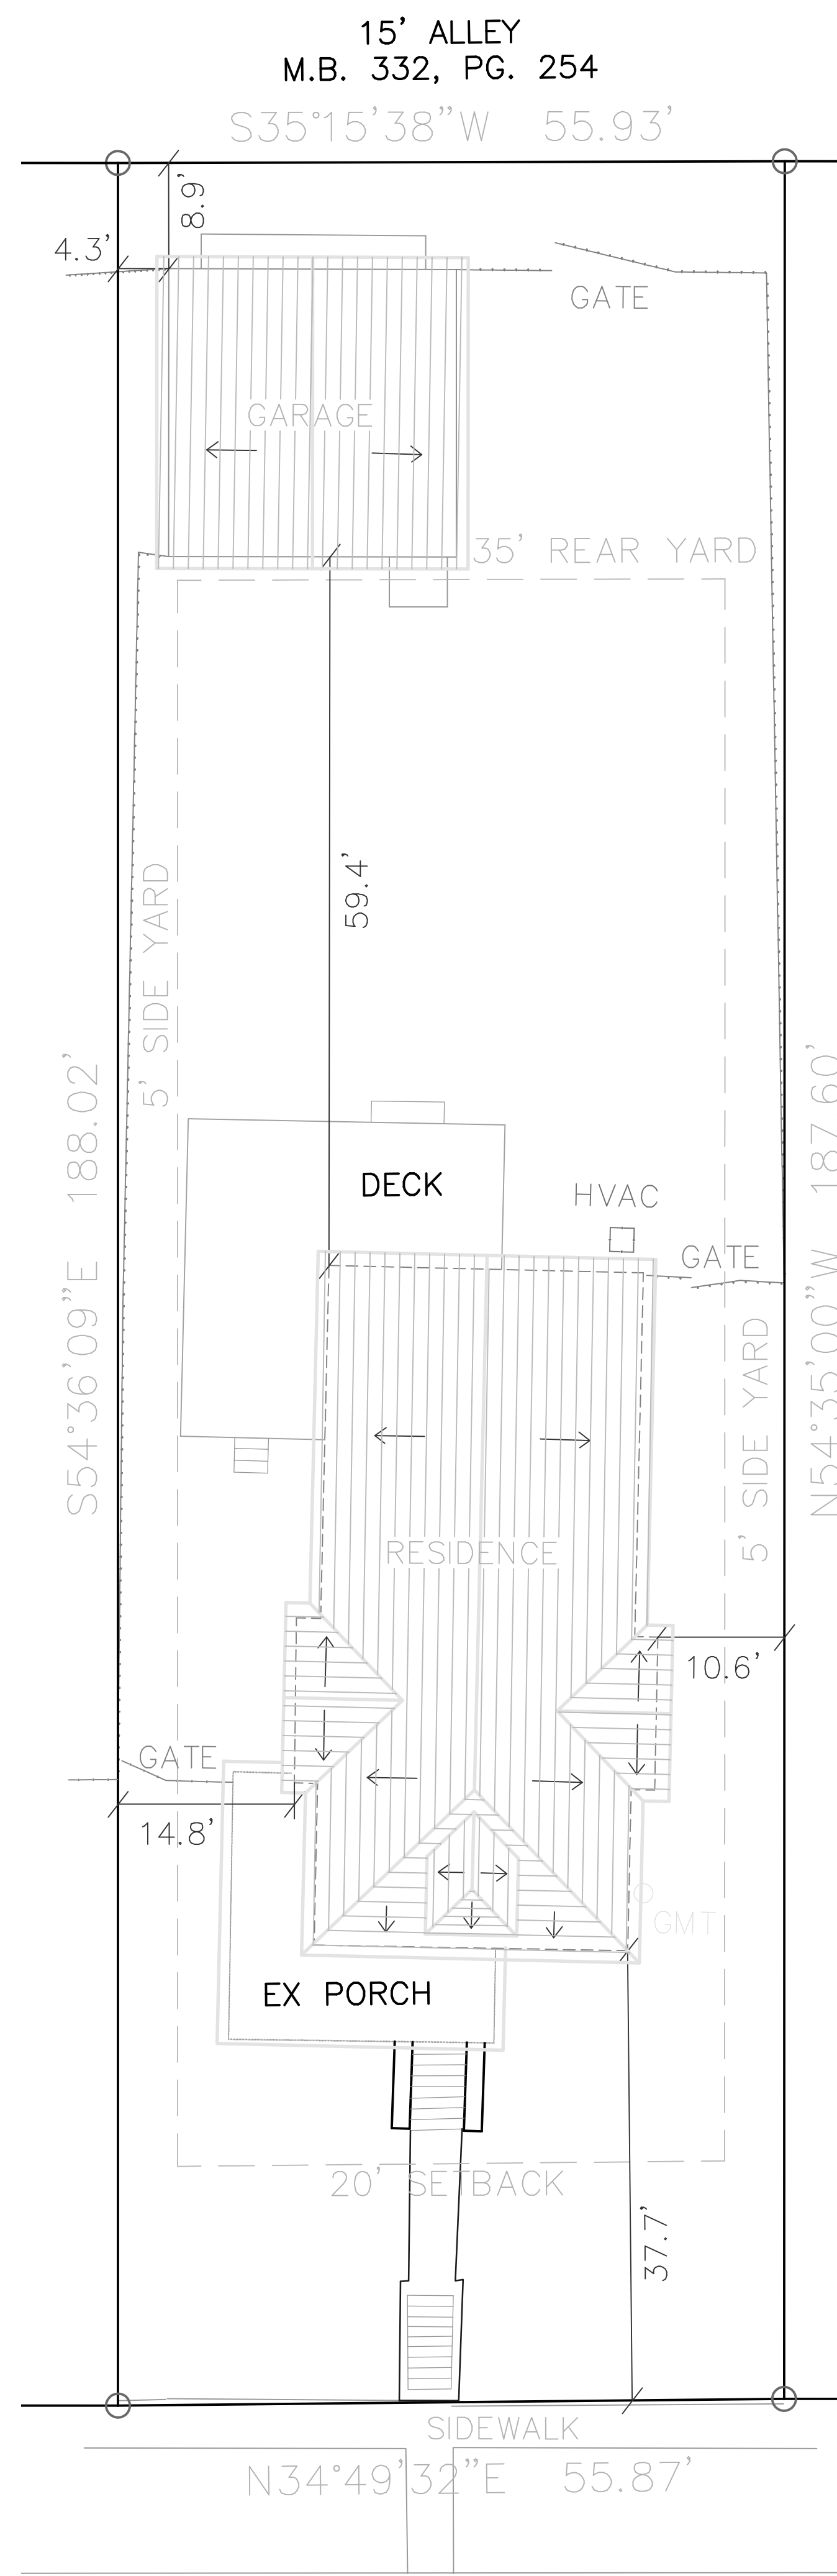 15' ALLEY
M.B. 332, PG. 254
S35°15'38"W 55.93'
8.9'
4.3'
GATE
GARAGE
35' REAR YARD
59.4'
5' SIDE YARD
S54°36'09"E 188.02'
N54°35'00"W 187.60'
DECK
HVAC
GATE
5' SIDE YARD
RESIDENCE
10.6'
GATE
14.8'
GMT
EX PORCH
20' SETBACK
37.7'
SIDEWALK
N34°49'32"E 55.87'